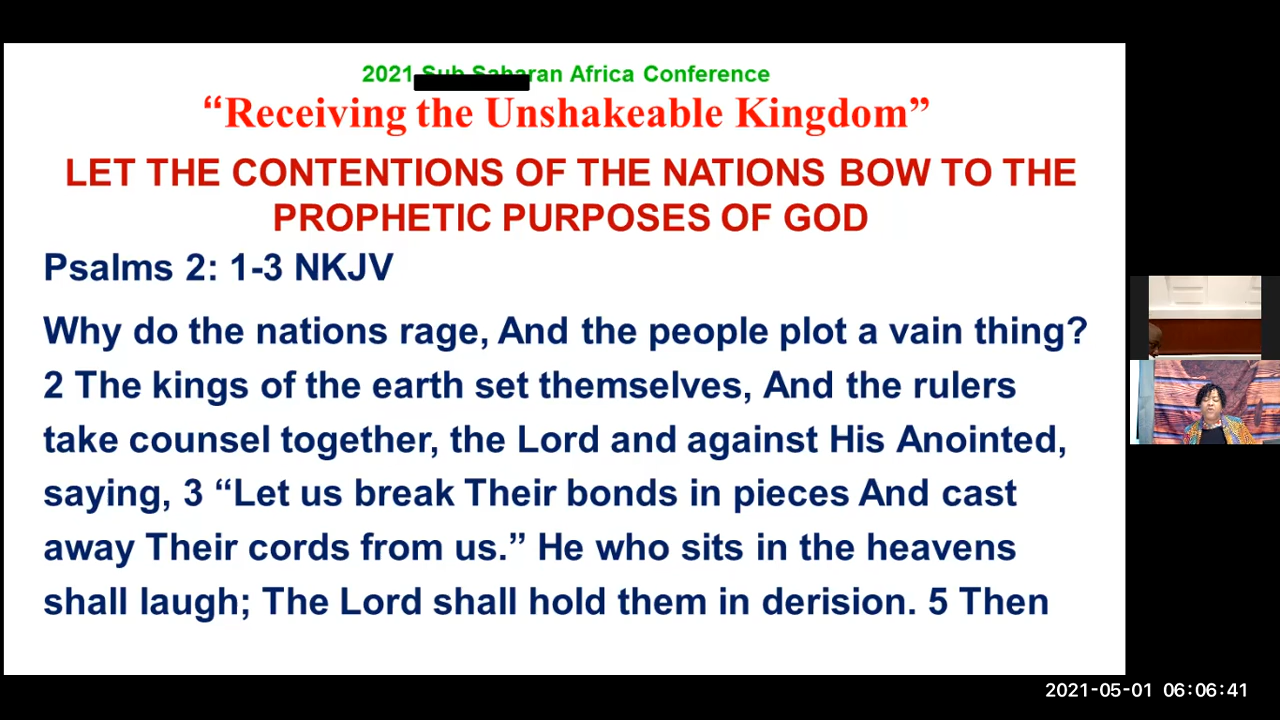 2021 Sub Saharan Africa Conference
“Receiving the Unshakeable Kingdom”
LET THE CONTENTIONS OF THE NATIONS BOW TO THE
PROPHETIC PURPOSES OF GOD
Psalms 2: 1-3 NKJV
Why do the nations rage, And the people plot a vain thing?
2 The kings of the earth set themselves, And the rulers
take counsel together, the Lord and against His Anointed,
saying, 3 “Let us break Their bonds in pieces And cast
away Their cords from us.” He who sits in the heavens
shall laugh; The Lord shall hold them in derision. 5 Then
2021-05-01 06:06:41